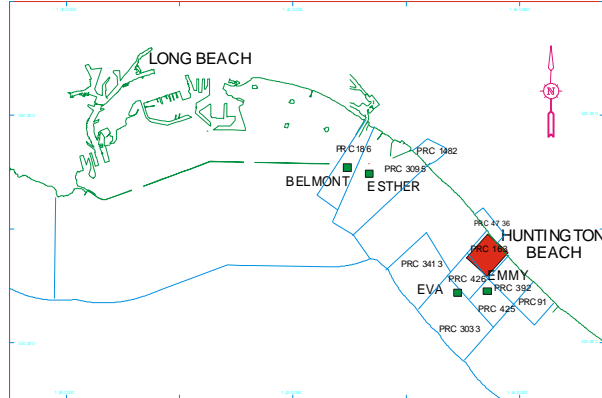 LONG BEACH
PRC 186
PRC 1482
PRC 3095
BELMONT
ESTHER
PRC 4736
HUNTINGTON
BEACH
PRC 163
PRC 3413
PRC 426
EMMY
EVA
PRC 392
PRC 91
PRC 425
PRC 3033
N